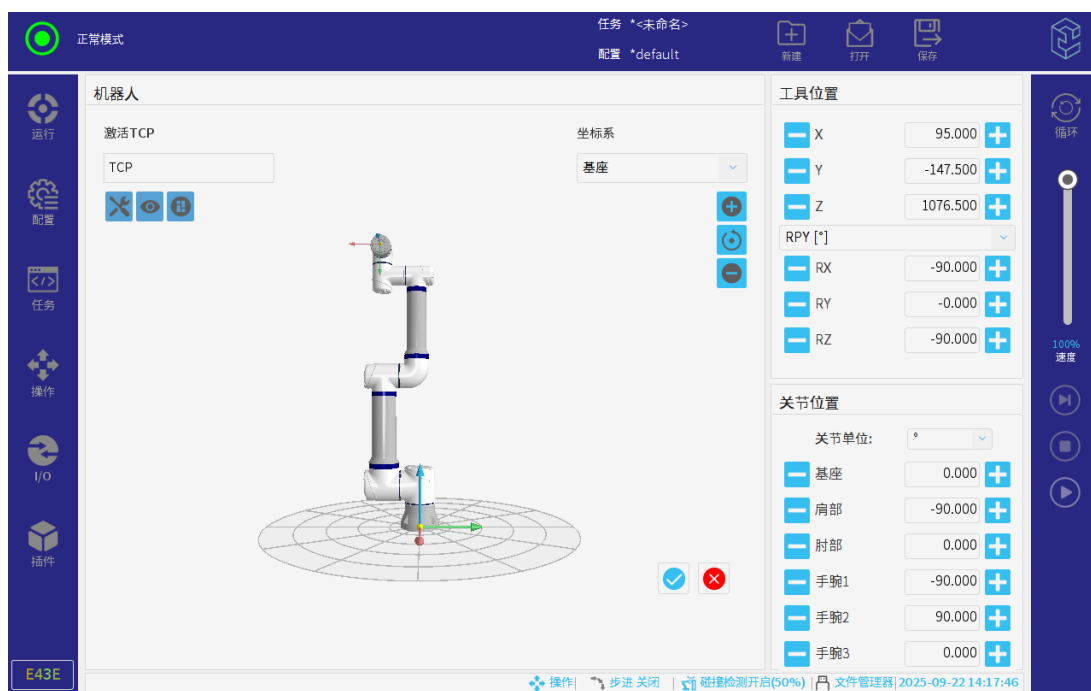 正常模式
任务 *<未命名>
配置 *default
新建
打开
保存
运行
配置
任务
操作
I/O
插件
E43E
机器人
激活TCP
TCP
坐标系
基座
工具位置
X 95.000
Y -147.500
Z 1076.500
RPY [°]
RX -90.000
RY -0.000
RZ -90.000
关节位置
关节单位: °
基座 0.000
肩部 -90.000
肘部 0.000
手腕1 -90.000
手腕2 90.000
手腕3 0.000
循环
100%
速度
操作| 步进 关闭 | 碰撞检测开启(50%) | 文件管理器| 2025-09-22 14:17:46